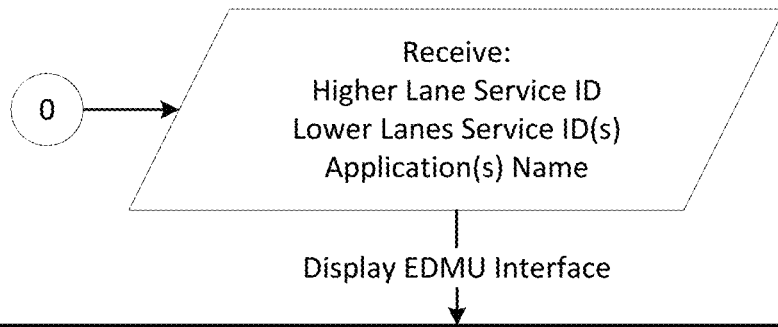 0
Receive:
Higher Lane Service ID
Lower Lanes Service ID(s)
Application(s) Name
Display EDMU Interface